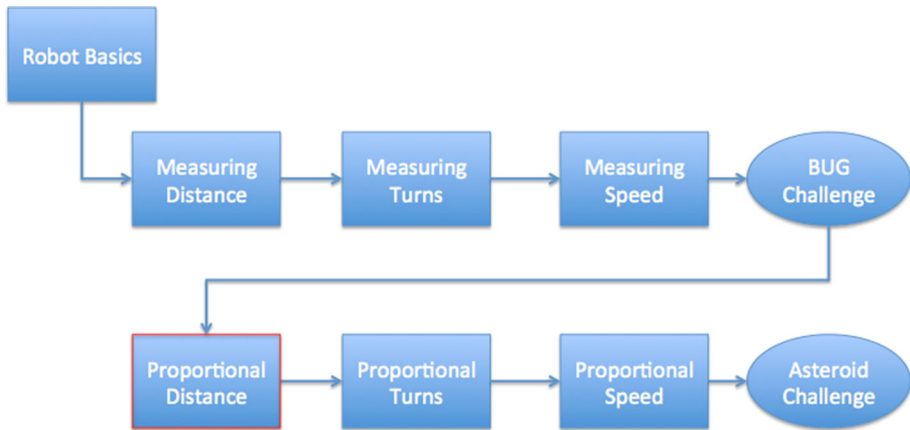 Robot Basics
Measuring
Distance
Measuring
Turns
Measuring
Speed
BUG
Challenge
Proportional
Distance
Proportional
Turns
Proportional
Speed
Asteroid
Challenge